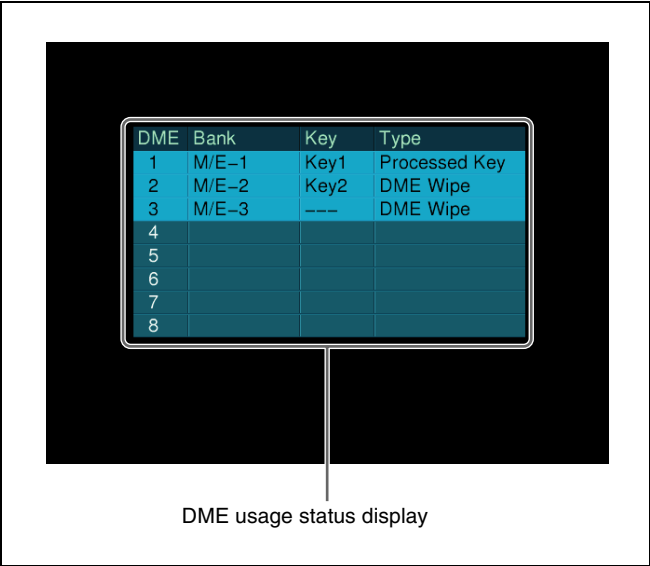 DME Bank Key Type
1 M/E–1 Key1 Processed Key
2 M/E–2 Key2 DME Wipe
3 M/E–3 ––– DME Wipe
4
5
6
7
8
DME usage status display